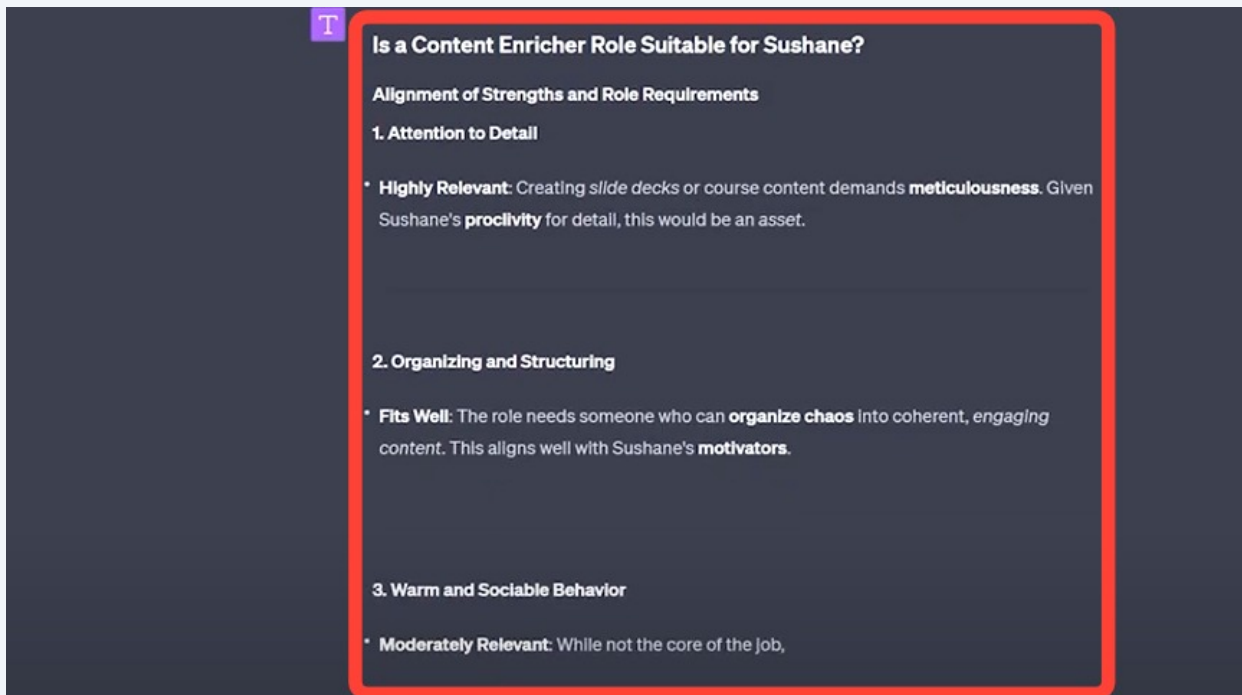 T
Is a Content Enricher Role Suitable for Sushane?
Alignment of Strengths and Role Requirements
1. Attention to Detail
• Highly Relevant: Creating slide decks or course content demands meticulousness. Given
Sushane's proclivity for detail, this would be an asset.
2. Organizing and Structuring
• Fits Well: The role needs someone who can organize chaos into coherent, engaging
content. This aligns well with Sushane's motivators.
3. Warm and Sociable Behavior
• Moderately Relevant: While not the core of the job,